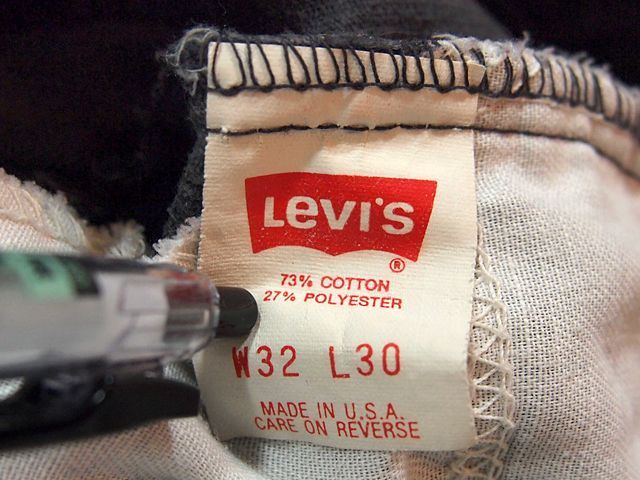 Levi's
®
73% COTTON
27% POLYESTER
W32 L30
MADE IN U.S.A.
CARE ON REVERSE